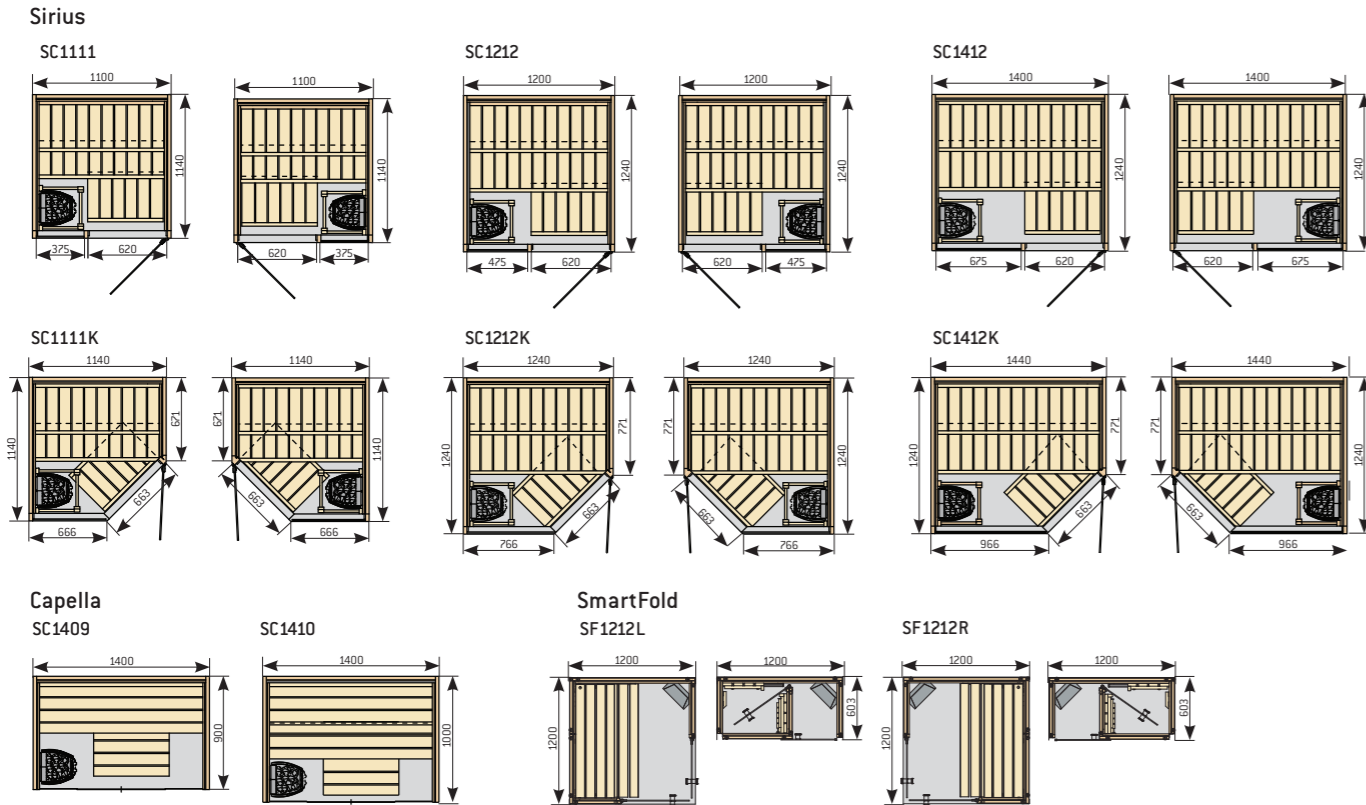 Sirius
SC1111 SC1212 SC1412
1100 1200 1200 1400 1400
1100
1140 1140 1240 1240 1240 1240
375 620 620 375 475 620 620 475 675 620 620 675
SC1111K SC1212K SC1412K
1140 1140 1240 1240 1440 1440
1140 671 671 1140 1240 771 771 1240 1240 771 771 1240
663 663 663 663 663 663
666 666 766 766 966 966
Capella SmartFold
SC1409 SC1410 SF1212L SF1212R
1400 1400 1200 1200 1200 1200
900 1000 1200 603 1200 603